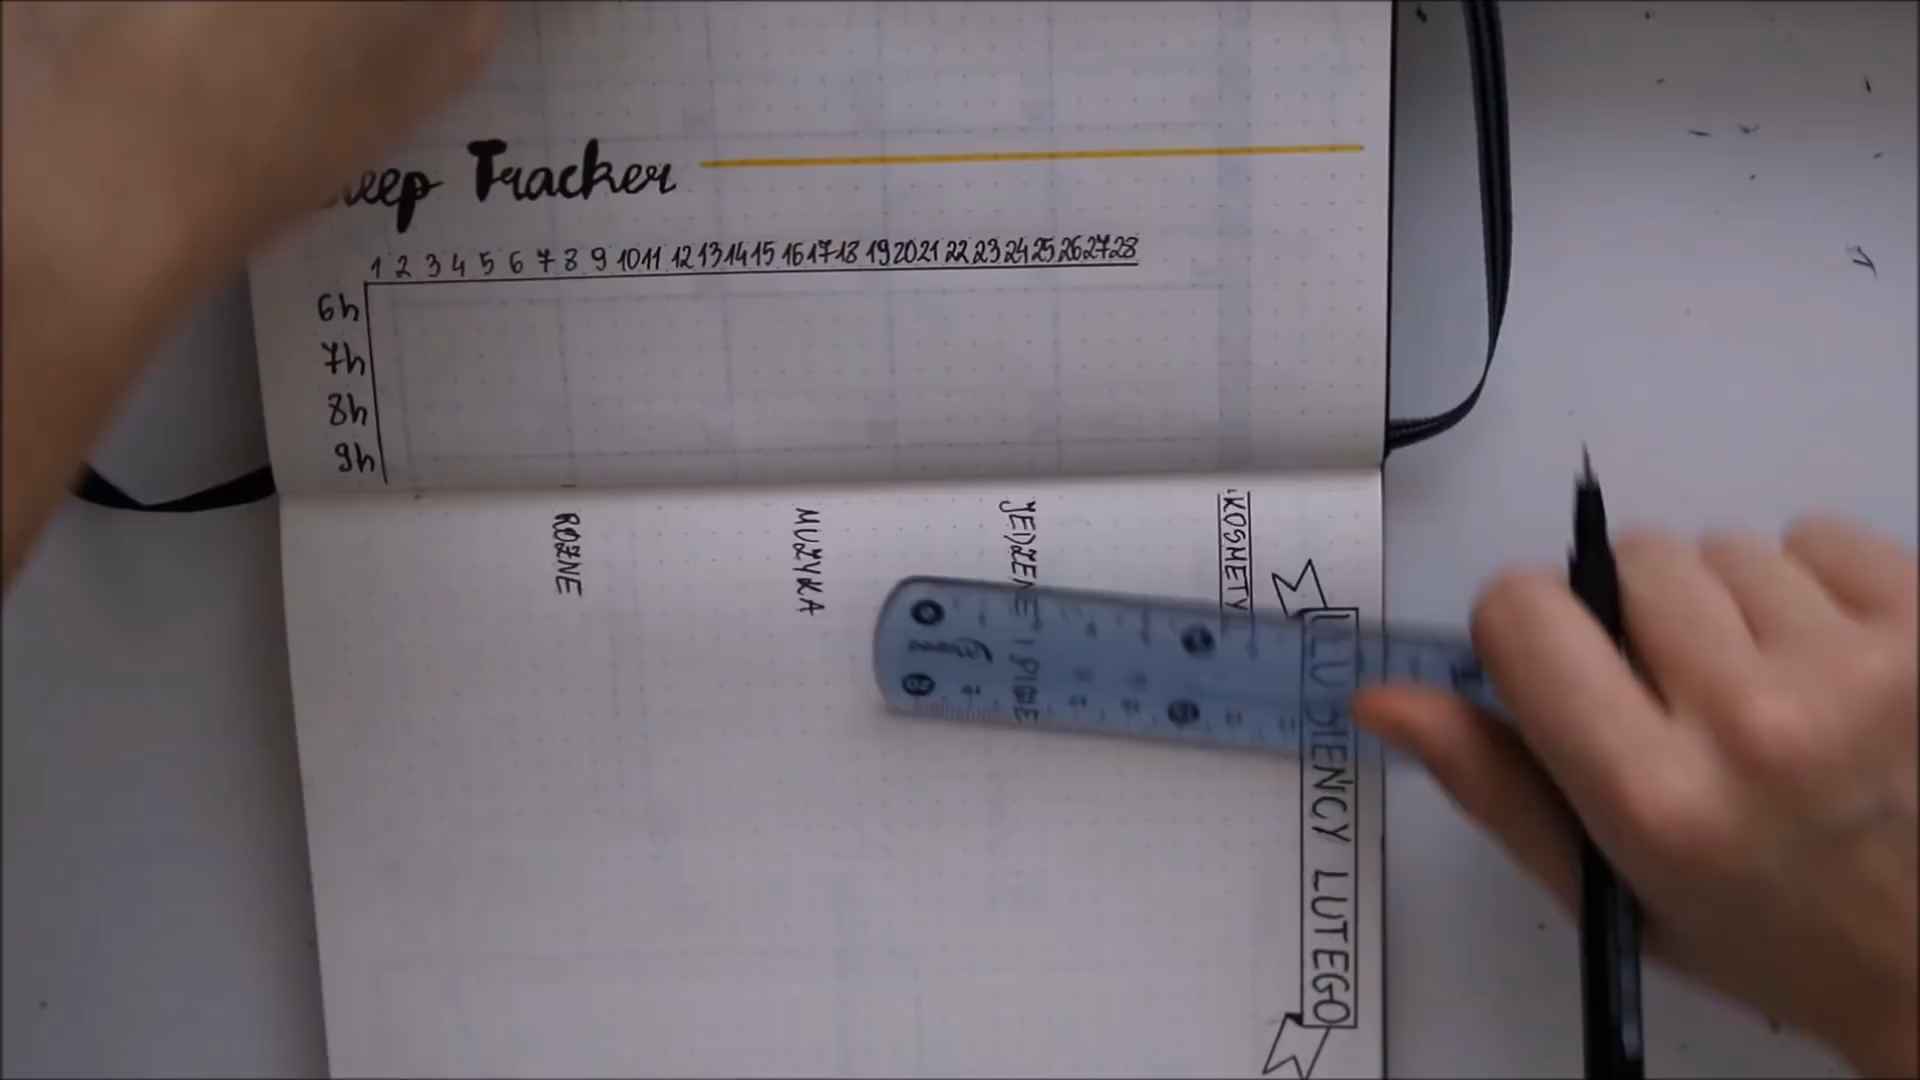 Tracker
1 2 3 4 5 6 7 8 9 10 11 12 13 14 15 16 17 18 19 20 21 22 23 24 25 26 27 28
6h
7h
8h
9h
LUTEGO
KOSMETY
JEDZENIE I PICIE
MUZYKA
RÓŻNE